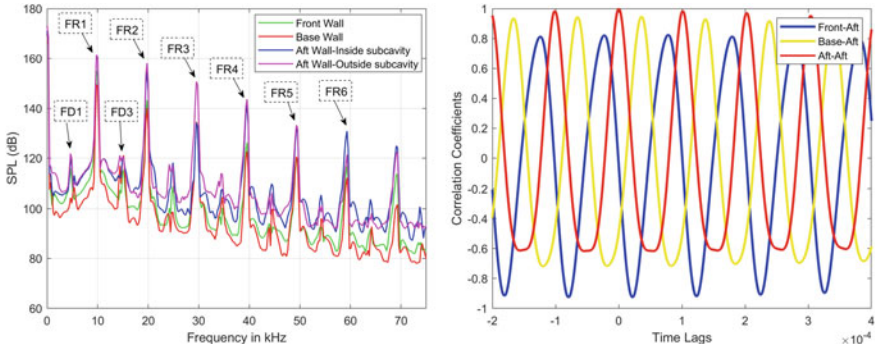 180
160
140
120
100
80
60
SPL (dB)
0
10
20
30
40
50
60
70
Frequency in kHz
FR1
FR2
FR3
FR4
FR5
FR6
FD1
FD3
Front Wall
Base Wall
Aft Wall-Inside subcavity
Aft Wall-Outside subcavity
1
0.8
0.6
0.4
0.2
0
-0.2
-0.4
-0.6
-0.8
-1
Correlation Coefficients
-2
-1
0
1
2
3
4
Time Lags
×10⁻⁴
Front-Aft
Base-Aft
Aft-Aft